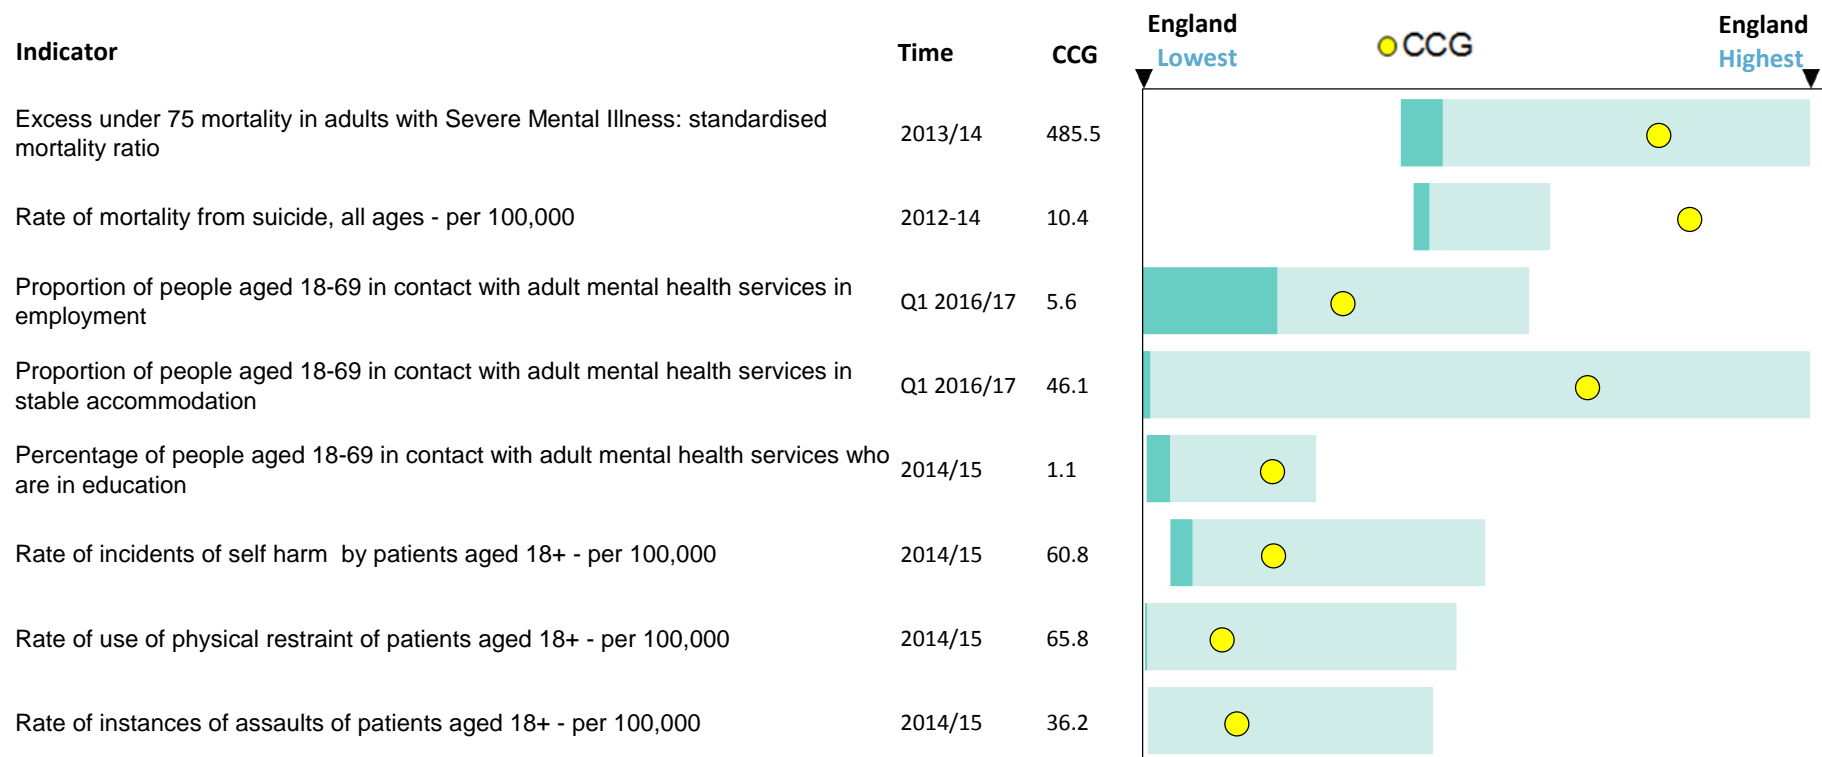 Indicator Time CCG England Lowest CCG England Highest
Excess under 75 mortality in adults with Severe Mental Illness: standardised
mortality ratio
2013/14 485.5
Rate of mortality from suicide, all ages - per 100,000 2012-14 10.4
Proportion of people aged 18-69 in contact with adult mental health services in
employment
Q1 2016/17 5.6
Proportion of people aged 18-69 in contact with adult mental health services in
stable accommodation
Q1 2016/17 46.1
Percentage of people aged 18-69 in contact with adult mental health services who
are in education
2014/15 1.1
Rate of incidents of self harm  by patients aged 18+ - per 100,000 2014/15 60.8
Rate of use of physical restraint of patients aged 18+ - per 100,000 2014/15 65.8
Rate of instances of assaults of patients aged 18+ - per 100,000 2014/15 36.2